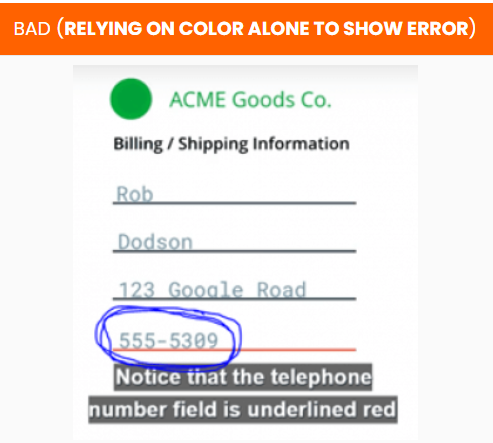 BAD (RELYING ON COLOR ALONE TO SHOW ERROR)
ACME Goods Co.
Billing / Shipping Information
Rob
Dodson
123 Google Road
555-5309
Notice that the telephone
number field is underlined red